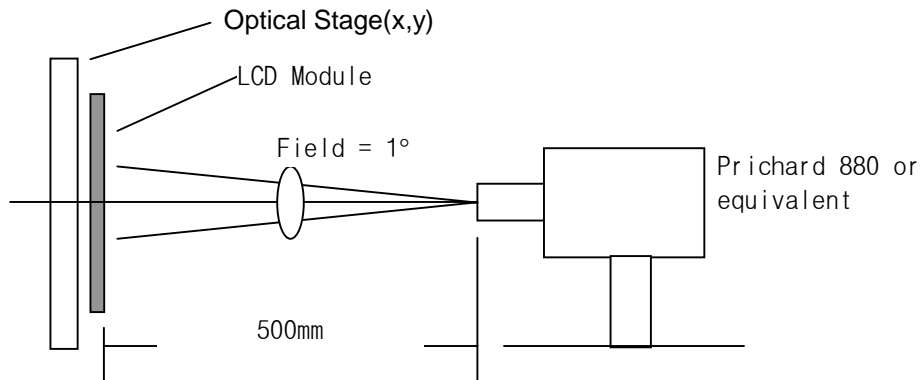 Optical Stage(x,y)
LCD Module
Field = 1°
Prichard 880 or
equivalent
500mm